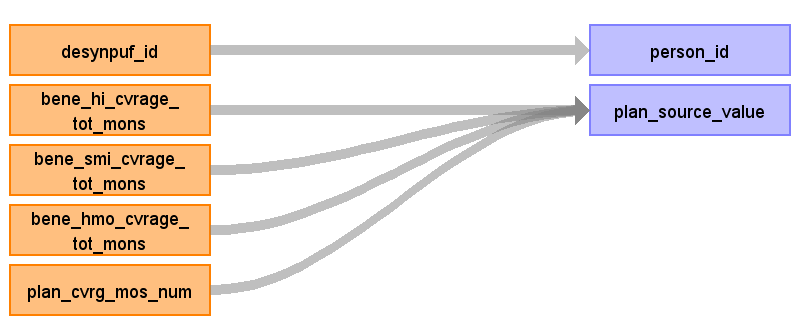 desynpuf_id
person_id
bene_hi_cvrage_
tot_mons
plan_source_value
bene_smi_cvrage_
tot_mons
bene_hmo_cvrage_
tot_mons
plan_cvrg_mos_num